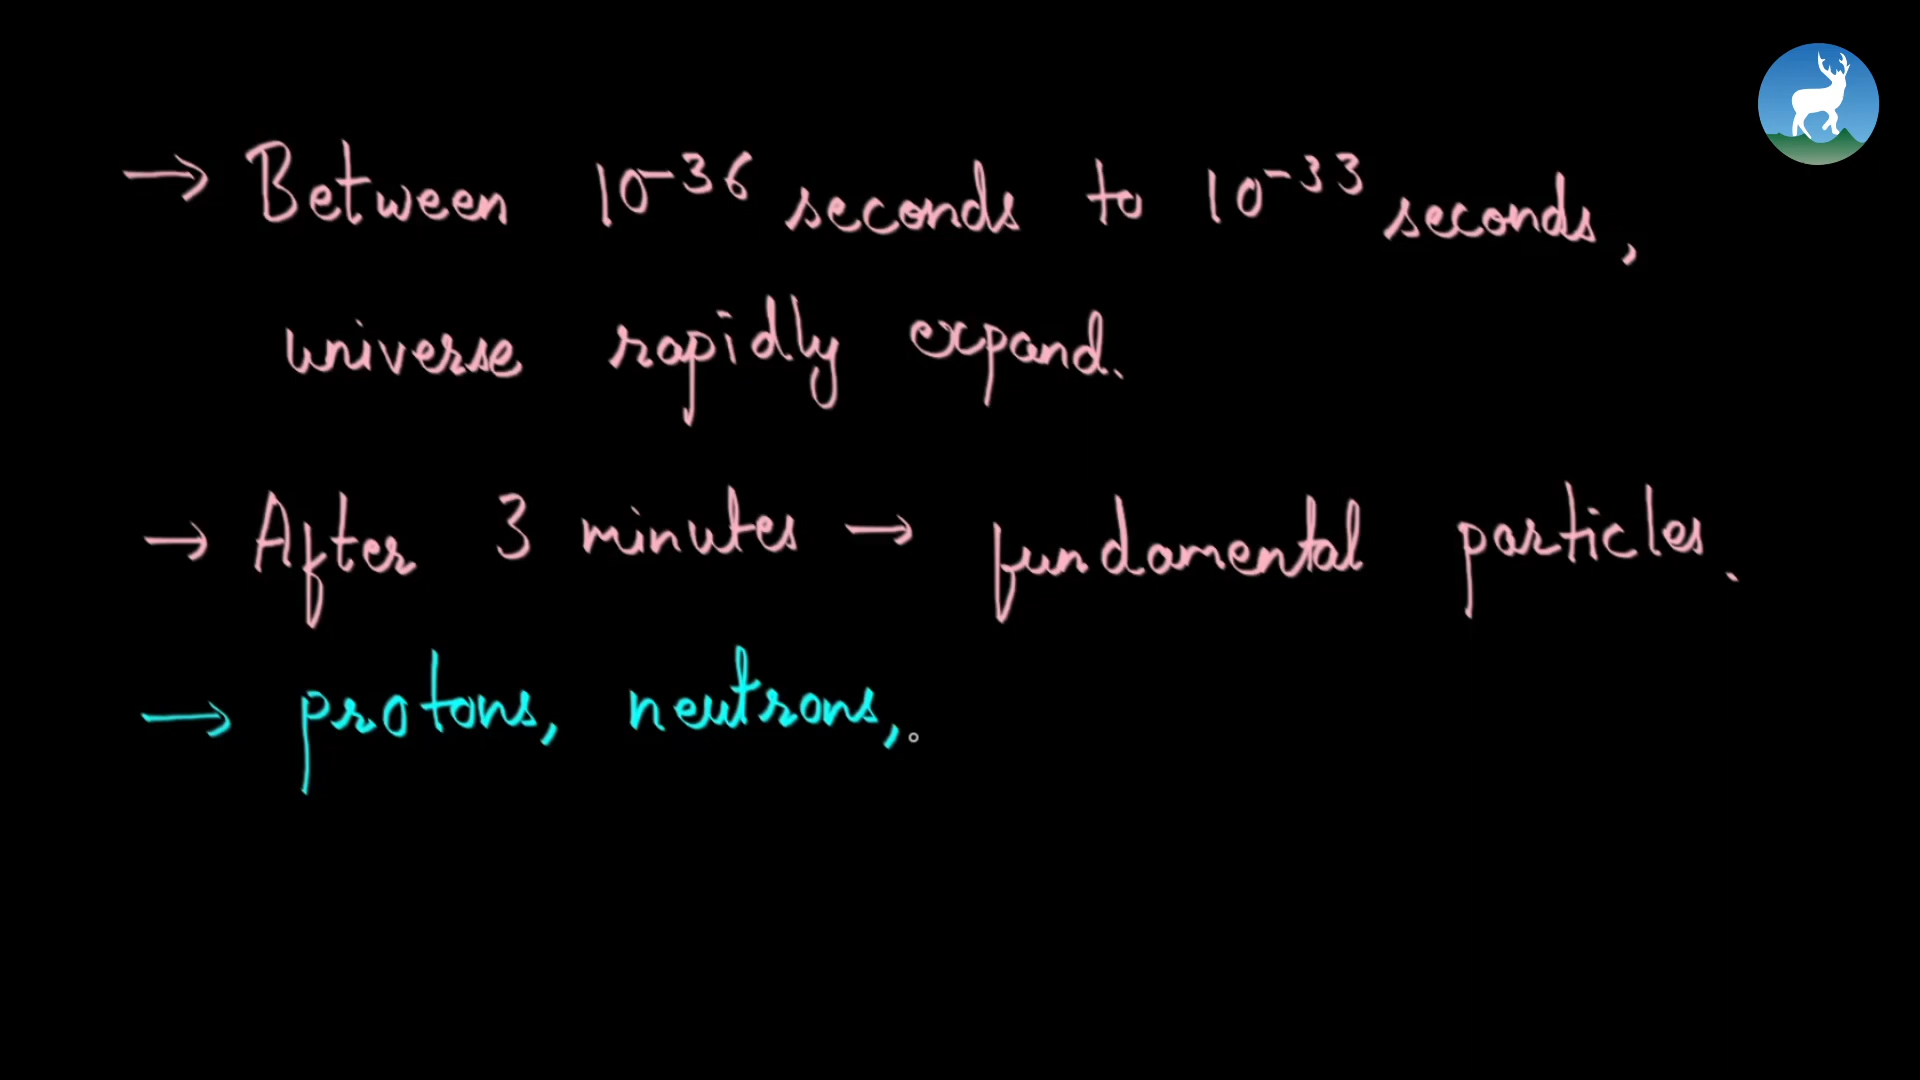 → Between 10⁻³⁶ seconds to 10⁻³³ seconds,
universe rapidly expand.
→ After 3 minutes → fundamental particles.
→ protons, neutrons,